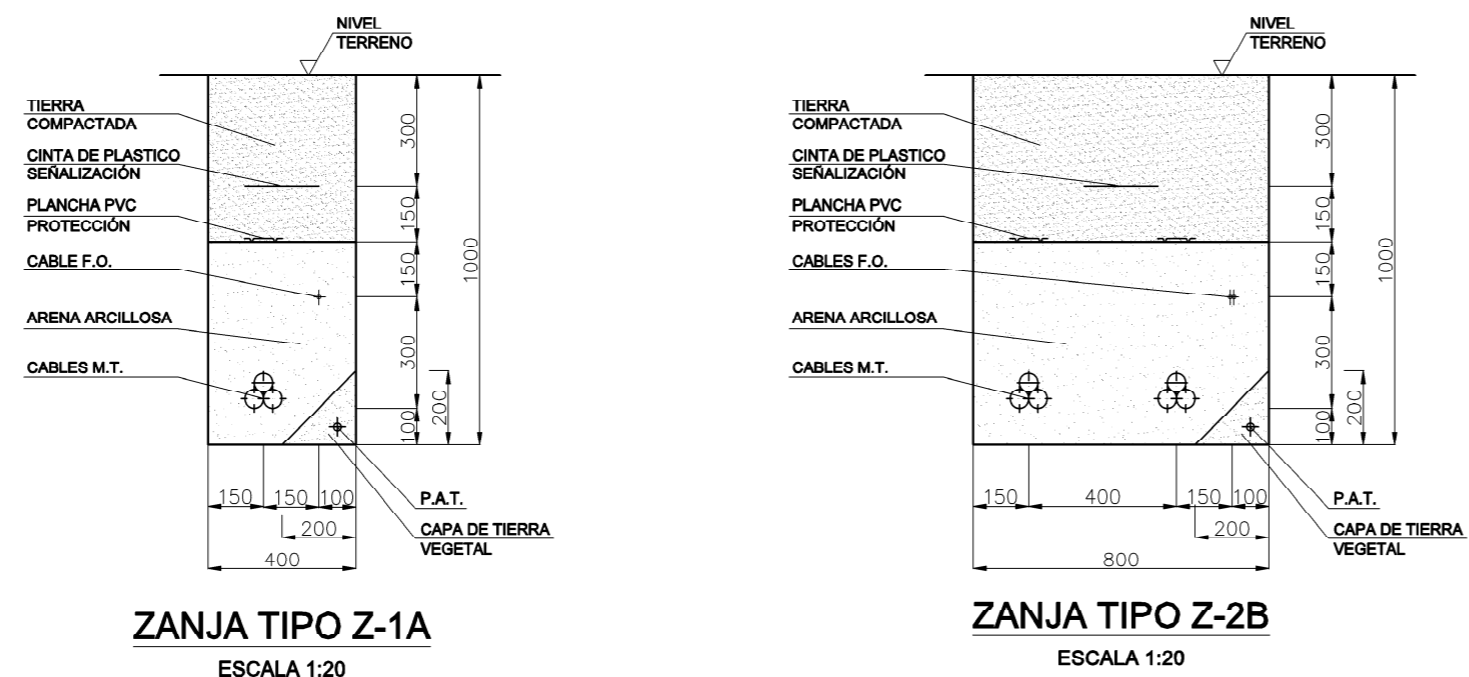 NIVEL
TERRENO
TIERRA
COMPACTADA
CINTA DE PLASTICO
SEÑALIZACIÓN
PLANCHA PVC
PROTECCIÓN
CABLE F.O.
ARENA ARCILLOSA
CABLES M.T.
300
150
150
300
100
200
1000
150
150
100
200
400
P.A.T.
CAPA DE TIERRA
VEGETAL
ZANJA TIPO Z-1A
ESCALA 1:20
NIVEL
TERRENO
TIERRA
COMPACTADA
CINTA DE PLASTICO
SEÑALIZACIÓN
PLANCHA PVC
PROTECCIÓN
CABLES F.O.
ARENA ARCILLOSA
CABLES M.T.
300
150
150
300
100
200
1000
150
400
150
100
200
800
P.A.T.
CAPA DE TIERRA
VEGETAL
ZANJA TIPO Z-2B
ESCALA 1:20